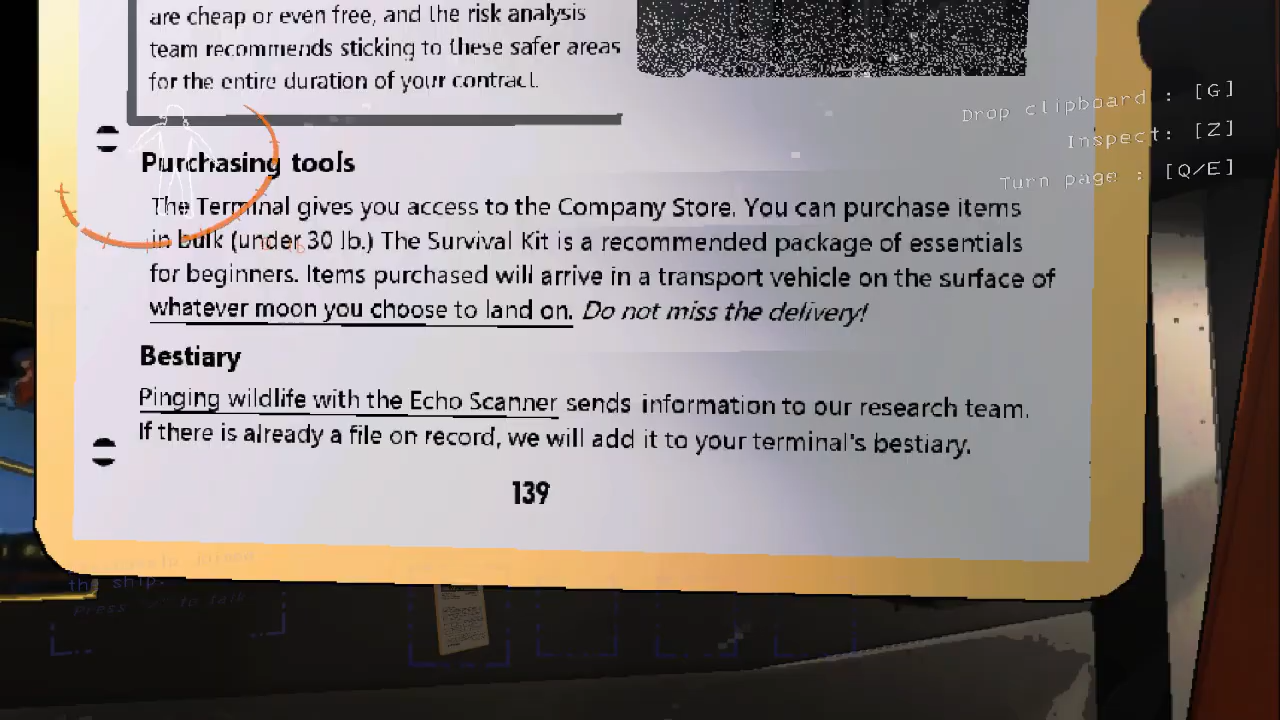 are cheap or even free, and the risk analysis
team recommends sticking to these safer areas
for the entire duration of your contract.
Drop clipboard : [G]
Inspect: [Z]
Turn page : [Q/E]
Purchasing tools
The Terminal gives you access to the Company Store. You can purchase items
in bulk (under 30 lb.) The Survival Kit is a recommended package of essentials
for beginners. Items purchased will arrive in a transport vehicle on the surface of
whatever moon you choose to land on. Do not miss the delivery!
Bestiary
Pinging wildlife with the Echo Scanner sends information to our research team.
If there is already a file on record, we will add it to your terminal's bestiary.
139
the ship.
Press to talk